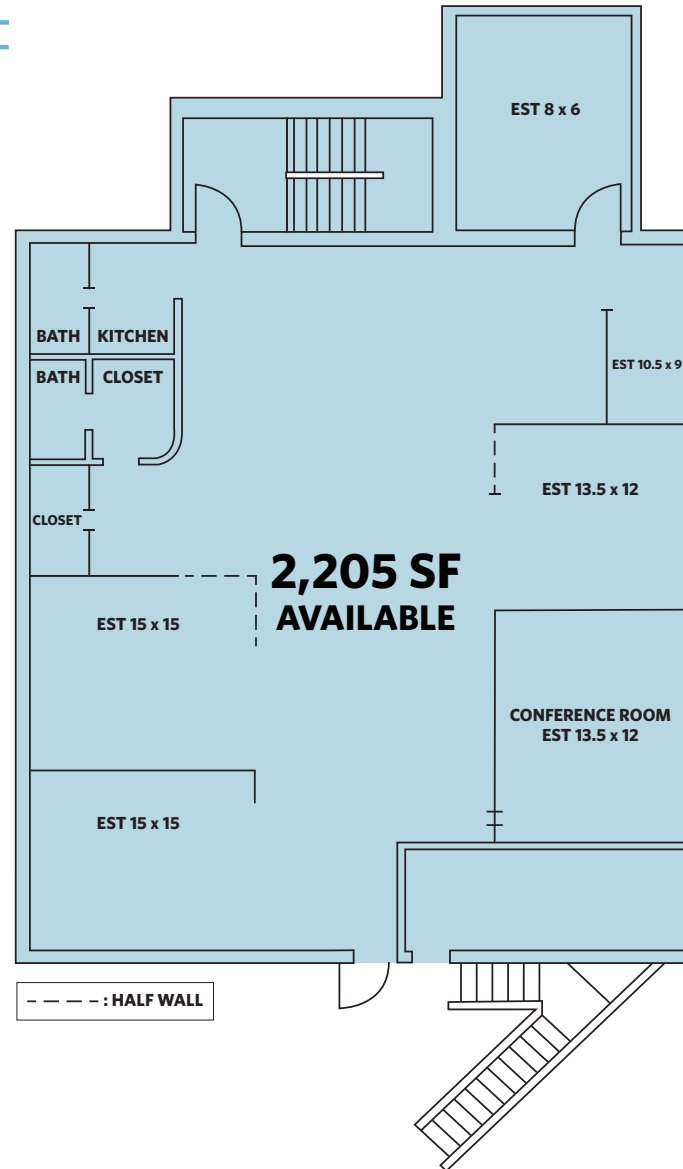 EST 8 x 6
BATH KITCHEN
BATH CLOSET
EST 10.5 x 9
EST 13.5 x 12
CLOSET
2,205 SF
AVAILABLE
EST 15 x 15
CONFERENCE ROOM
EST 13.5 x 12
EST 15 x 15
: HALF WALL